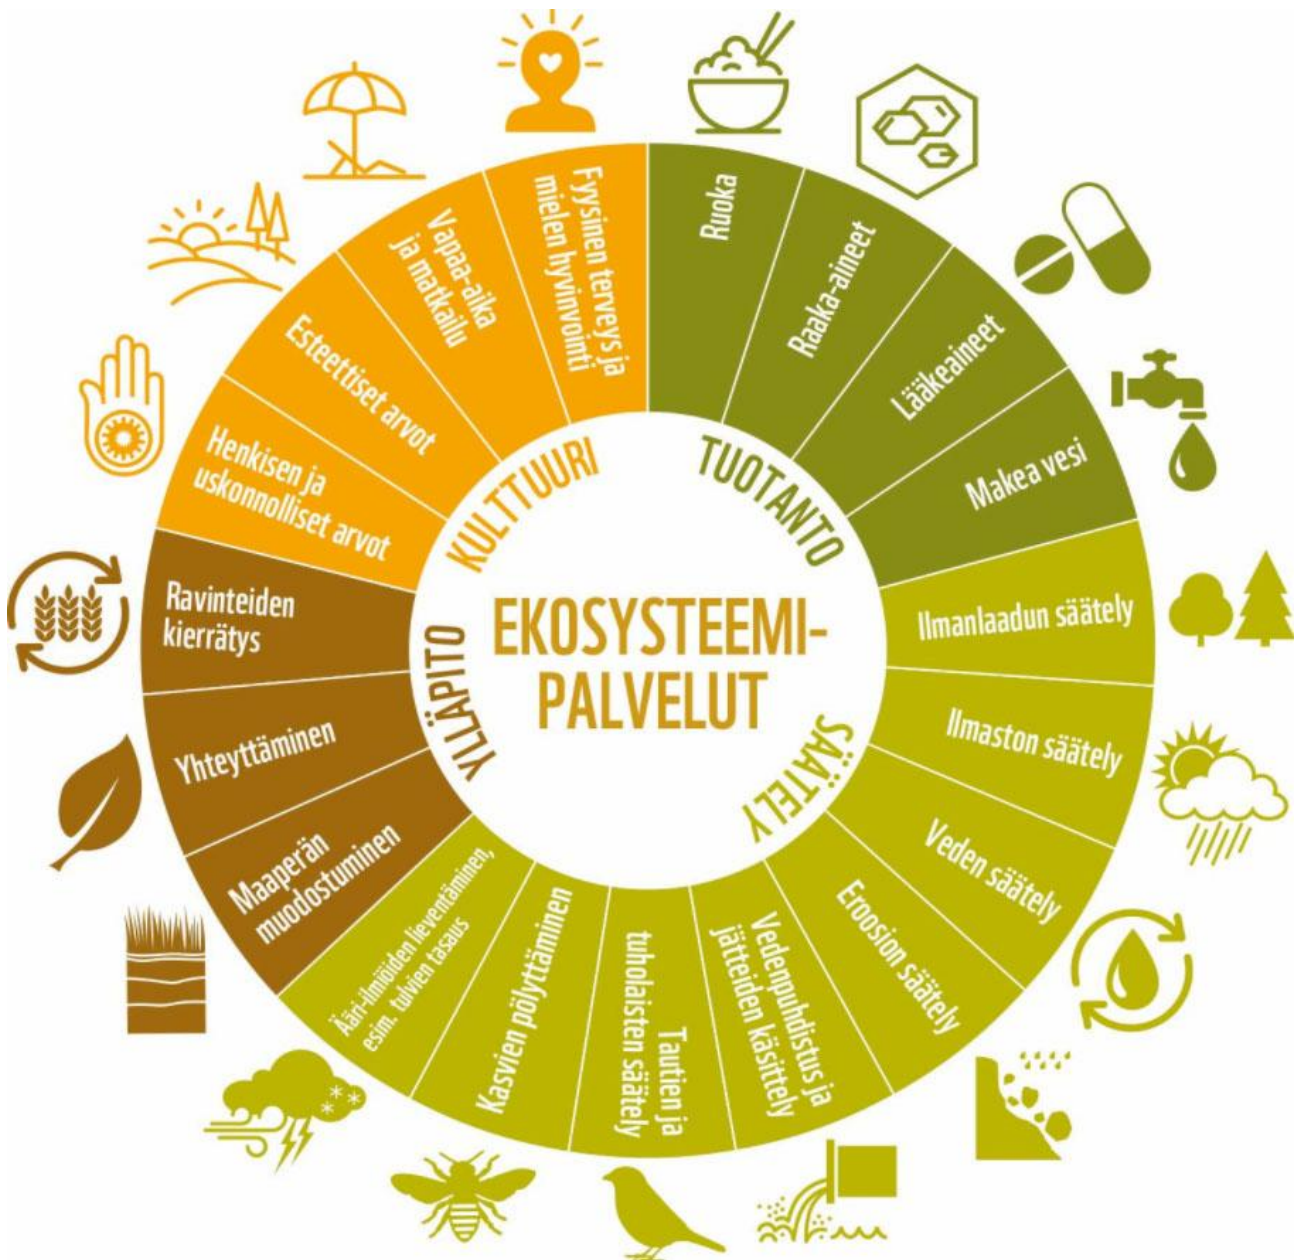 EKOSYSTEEMI-
PALVELUT
TUOTANTO
Ruoka
Raaka-aineet
Lääkeaineet
Makea vesi
SÄÄTELY
Ilmanlaadun säätely
Ilmaston säätely
Veden säätely
Eroosion säätely
Vedenpuhdistus ja
jätteiden käsittely
Tautien ja
tuholaisten säätely
Kasvien pölyttäminen
Ääri-ilmiöiden lieventäminen,
esim. tulvien tasaus
YLLÄPITO
Maaperän
muodostuminen
Yhteyttäminen
Ravinteiden
kierrätys
KULTTUURI
Henkisen ja
uskonnolliset arvot
Esteettiset arvot
Vapaa-aika
ja matkailu
Fyysinen terveys ja
mielen hyvinvointi